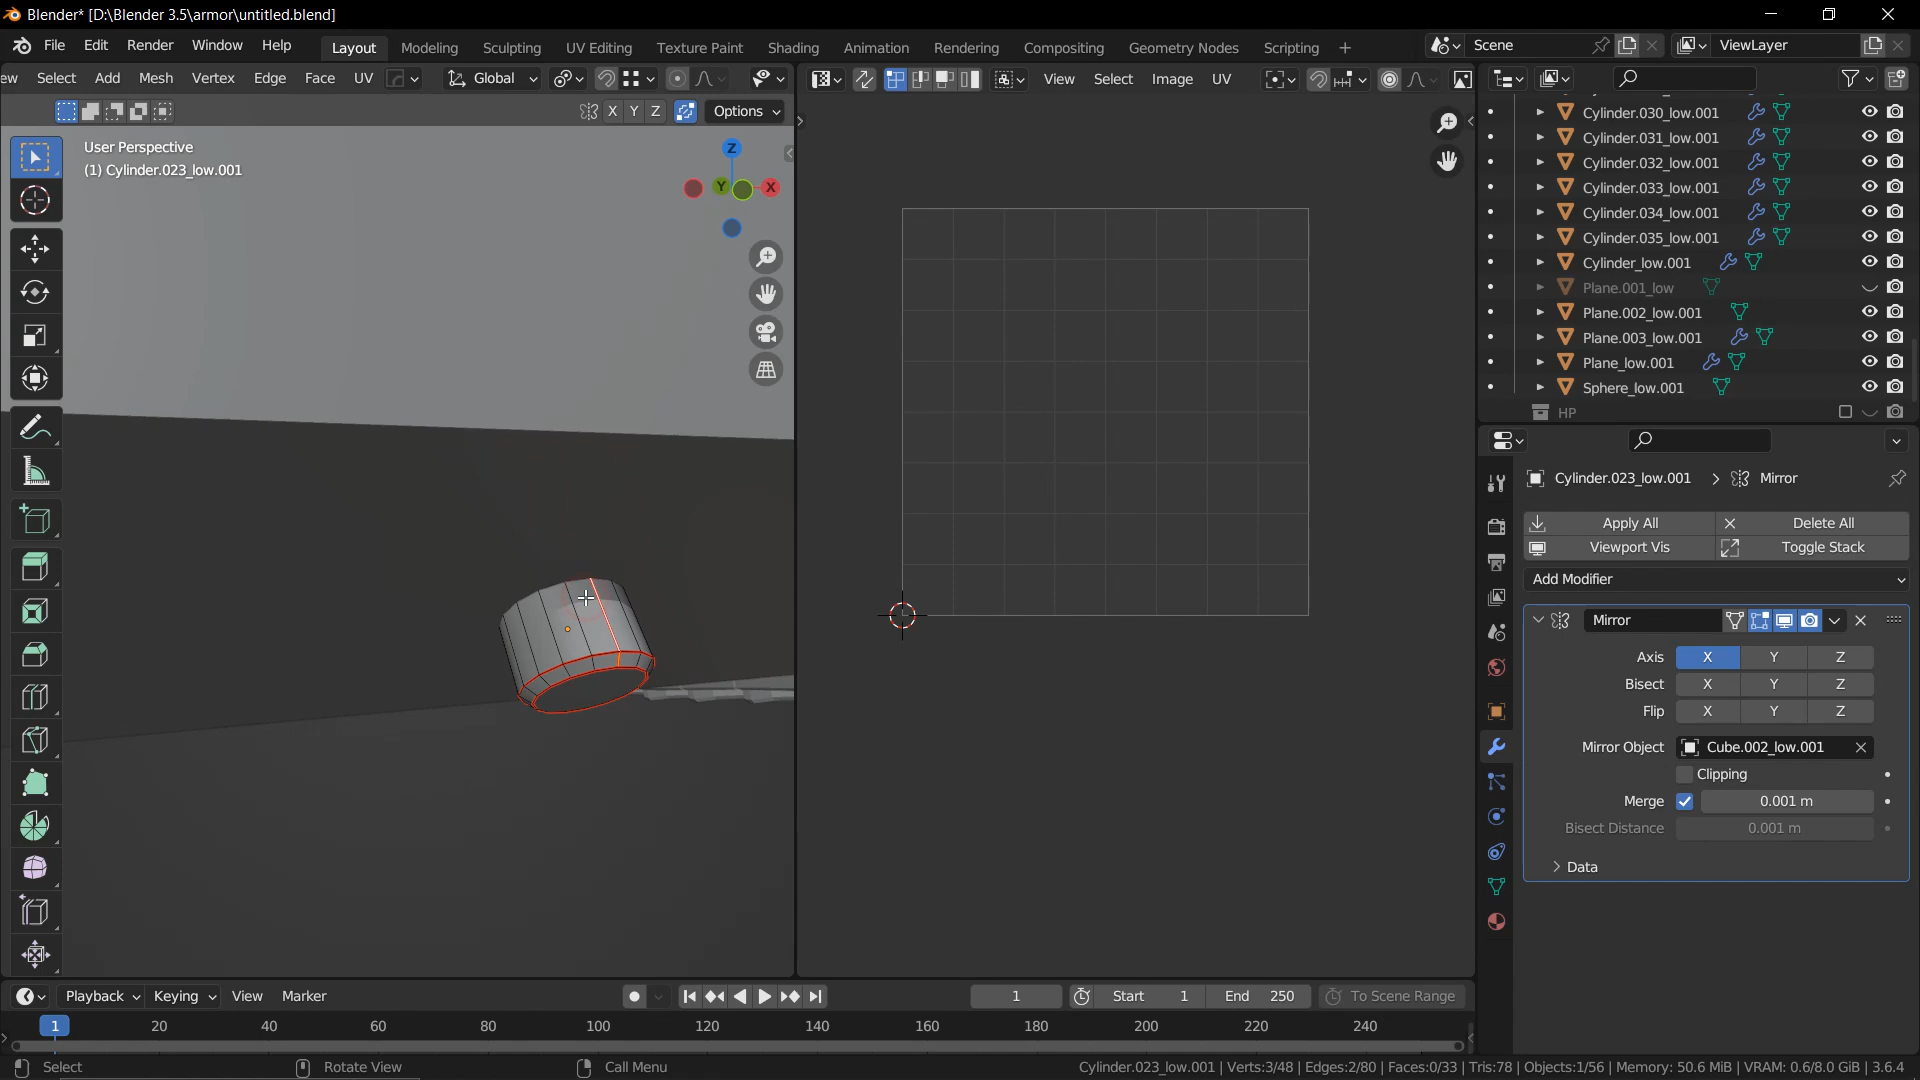 Blender* [D:\Blender 3.5\armor\untitled.blend]
File Edit Render Window Help Layout Modeling Sculpting UV Editing Texture Paint Shading Animation Rendering Compositing Geometry Nodes Scripting + Scene ViewLayer
ew Select Add Mesh Vertex Edge Face UV Global View Select Image UV
X Y Z Options
User Perspective
(1) Cylinder.023_low.001
Z
Y X
Cylinder.030_low.001
Cylinder.031_low.001
Cylinder.032_low.001
Cylinder.033_low.001
Cylinder.034_low.001
Cylinder.035_low.001
Cylinder_low.001
Plane.001_low
Plane.002_low.001
Plane.003_low.001
Plane_low.001
Sphere_low.001
HP
Cylinder.023_low.001 > Mirror
Apply All Delete All
Viewport Vis Toggle Stack
Add Modifier
Mirror
Axis X Y Z
Bisect X Y Z
Flip X Y Z
Mirror Object Cube.002_low.001
Clipping
Merge 0.001 m
Bisect Distance 0.001 m
Data
Playback Keying View Marker 1 Start 1 End 250 To Scene Range
1 20 40 60 80 100 120 140 160 180 200 220 240
Select Rotate View Call Menu Cylinder.023_low.001 | Verts:3/48 | Edges:2/80 | Faces:0/33 | Tris:78 | Objects:1/56 | Memory: 50.6 MiB | VRAM: 0.6/8.0 GiB | 3.6.4